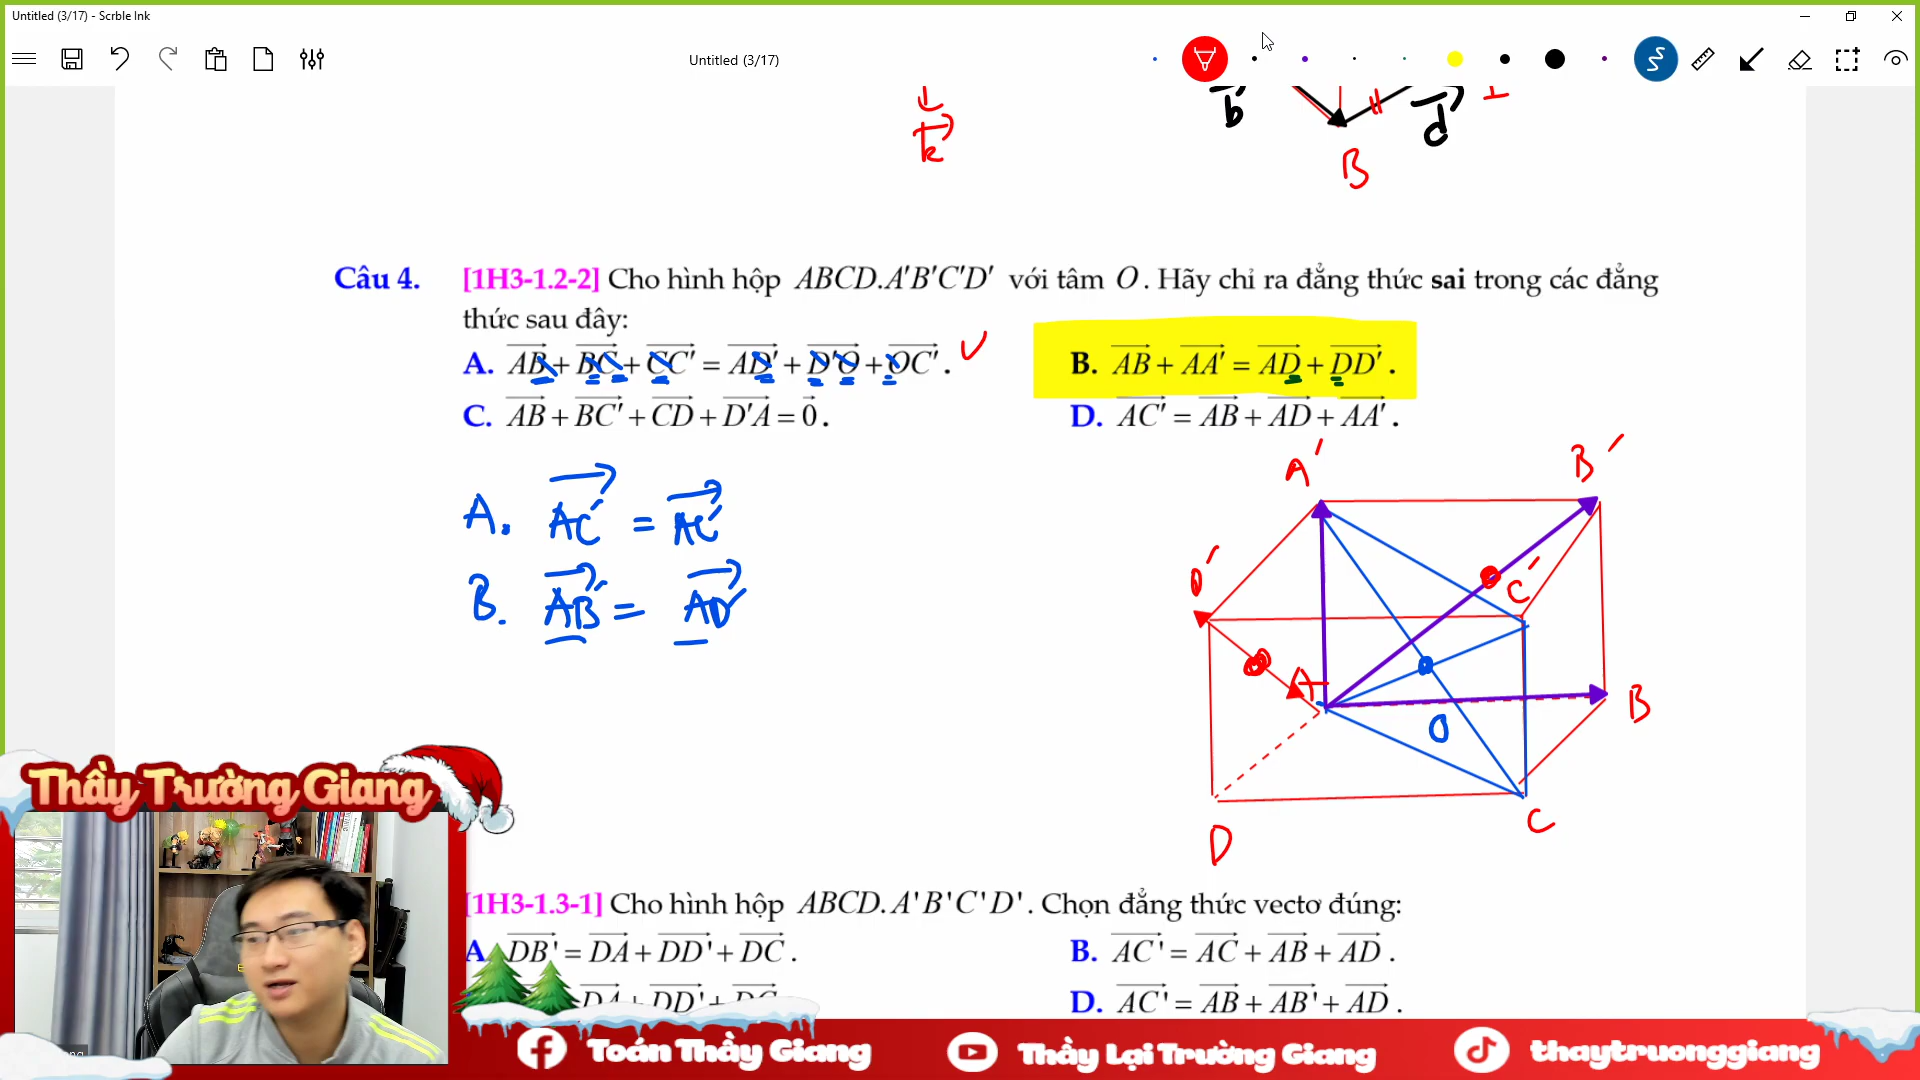 Untitled (3/17) - Scrble Ink
Untitled (3/17)
k
b
d
B
Câu 4. [1H3-1.2-2] Cho hình hộp ABCD.A'B'C'D' với tâm O. Hãy chỉ ra đẳng thức sai trong các đẳng
thức sau đây:
A. AB + BC + CC' = AD' + D'O + OC'.
B. AB + AA' = AD + DD'.
C. AB + BC' + CD + D'A = 0.
D. AC' = AB + AD + AA'.
A. AC' = AC'
B. AB' = AD'
A'
B'
D'
C'
A
B
O
D
C
Thầy Trường Giang
[1H3-1.3-1] Cho hình hộp ABCD.A'B'C'D'. Chọn đẳng thức vectơ đúng:
A. DB' = DA + DD' + DC.
B. AC' = AC + AB + AD.
DA + DD' + DC
D. AC' = AB + AB' + AD.
Toán Thầy Giang
Thầy Lại Trường Giang
thaytruonggiang